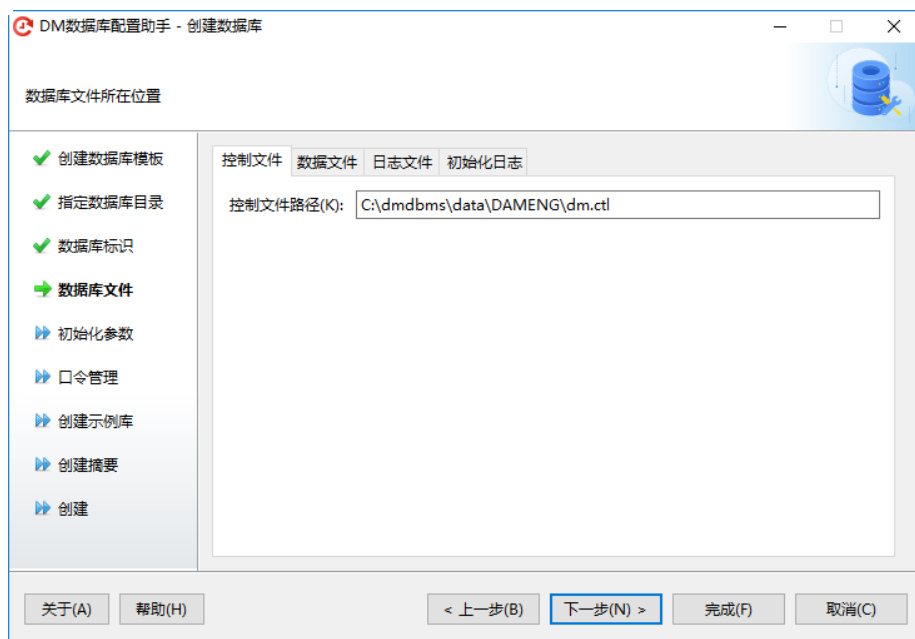 DM数据库配置助手 - 创建数据库
数据库文件所在位置
创建数据库模板
指定数据库目录
数据库标识
数据库文件
初始化参数
口令管理
创建示例库
创建摘要
创建
控制文件 数据文件 日志文件 初始化日志
控制文件路径(K): C:\dmdbms\data\DAMENG\dm.ctl
关于(A) 帮助(H) < 上一步(B) 下一步(N) > 完成(F) 取消(C)